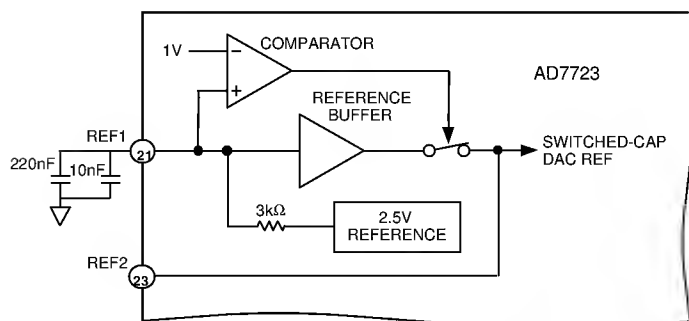 COMPARATOR
1V
−
+
AD7723
REFERENCE
BUFFER
REF1
21
220nF
10nF
SWITCHED-CAP
DAC REF
3kΩ
2.5V
REFERENCE
REF2
23